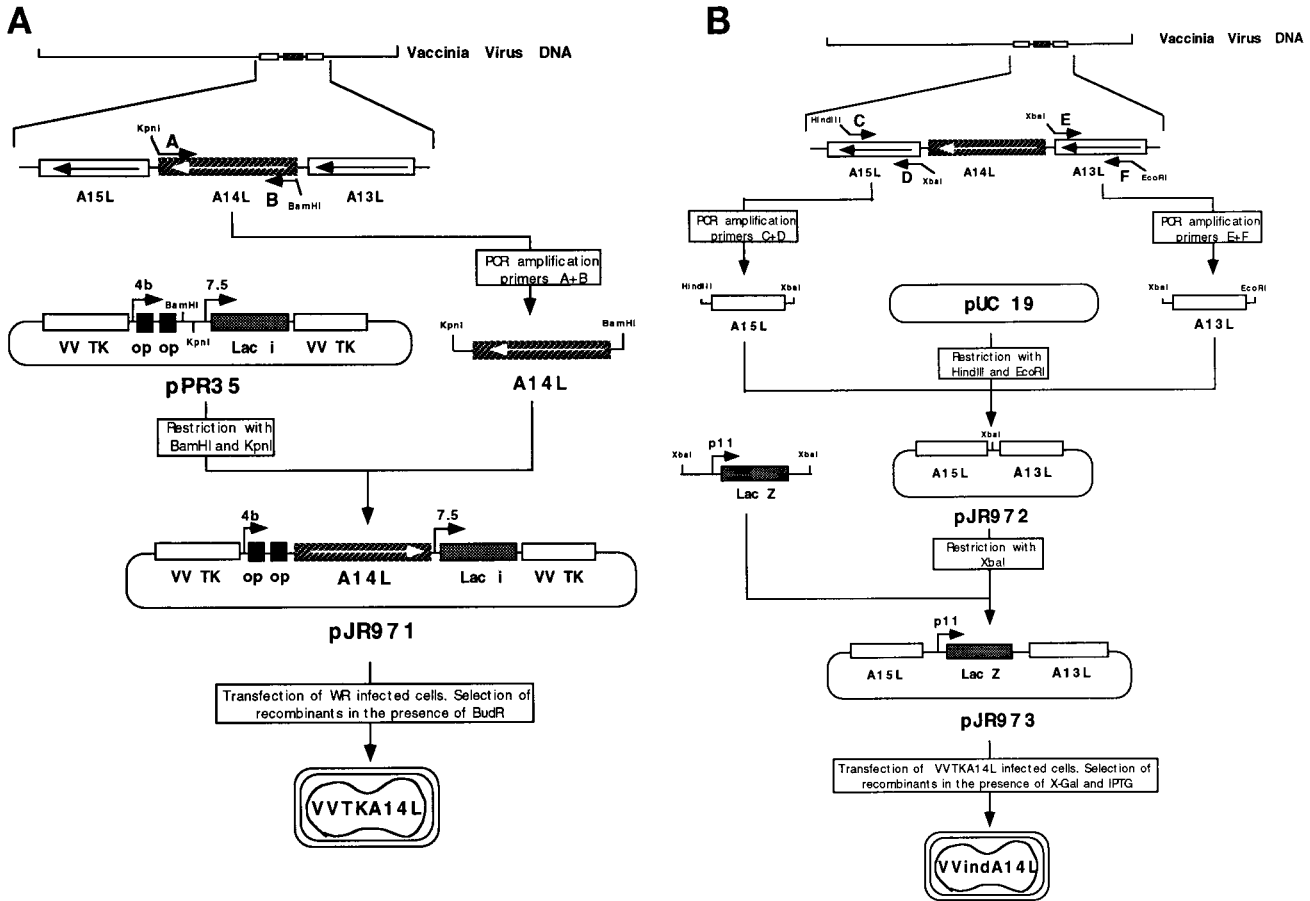 A
Vaccinia Virus DNA
KpnI
A
A15L
A14L
B
BamHI
A13L
PCR amplification
primers A+B
4b
BamHI
7.5
KpnI
VV TK
op op
Lac i
VV TK
pPR35
KpnI
BamHI
A14L
Restriction with
BamHI and KpnI
4b
7.5
VV TK
op op
A14L
Lac i
VV TK
pJR971
Transfection of WR infected cells. Selection of
recombinants in the presence of BudR
VVTKA14L
B
Vaccinia Virus DNA
HindIII
C
XbaI
E
A15L
D
XbaI
A14L
A13L
F
EcoRI
PCR amplification
primers C+D
PCR amplification
primers E+F
HindIII
XbaI
A15L
pUC 19
XbaI
EcoRI
A13L
Restriction with
HindIII and EcoRI
XbaI
p11
XbaI
Lac Z
XbaI
A15L
A13L
pJR972
Restriction with
XbaI
p11
A15L
Lac Z
A13L
pJR973
Transfection of VVTKA14L infected cells. Selection of
recombinants in the presence of X-Gal and IPTG
VVindA14L